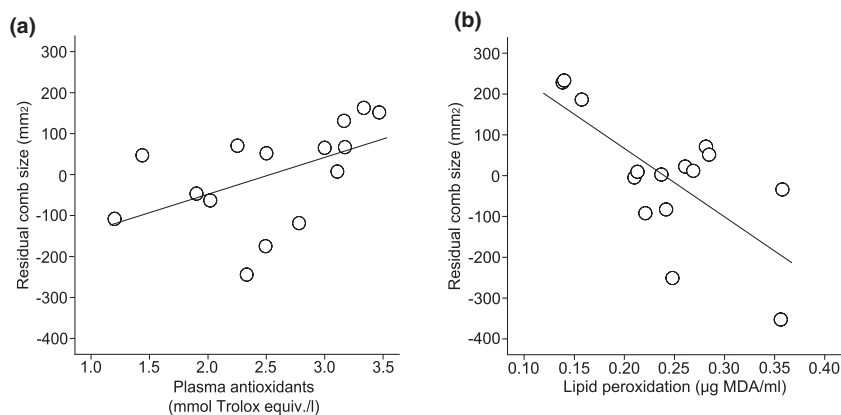 (a)
300
200
100
0
-100
-200
-300
-400
Residual comb size (mm2)
1.0 1.5 2.0 2.5 3.0 3.5
Plasma antioxidants
(mmol Trolox equiv./l)
(b)
300
200
100
0
-100
-200
-300
-400
Residual comb size (mm2)
0.10 0.15 0.20 0.25 0.30 0.35 0.40
Lipid peroxidation (µg MDA/ml)